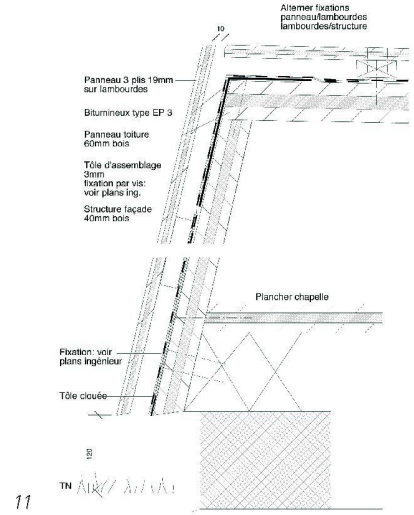 Alterner fixations
panneau/lambourdes
lambourdes/structure
10
Panneau 3 plis 19mm
sur lambourdes
Bitumineux type EP 3
Panneau toiture
60mm bois
Tôle d'assemblage
3mm
fixation par vis:
voir plans ing.
Structure façade
40mm bois
Plancher chapelle
Fixation: voir
plans ingénieur
Tôle clouée
120
TN
11